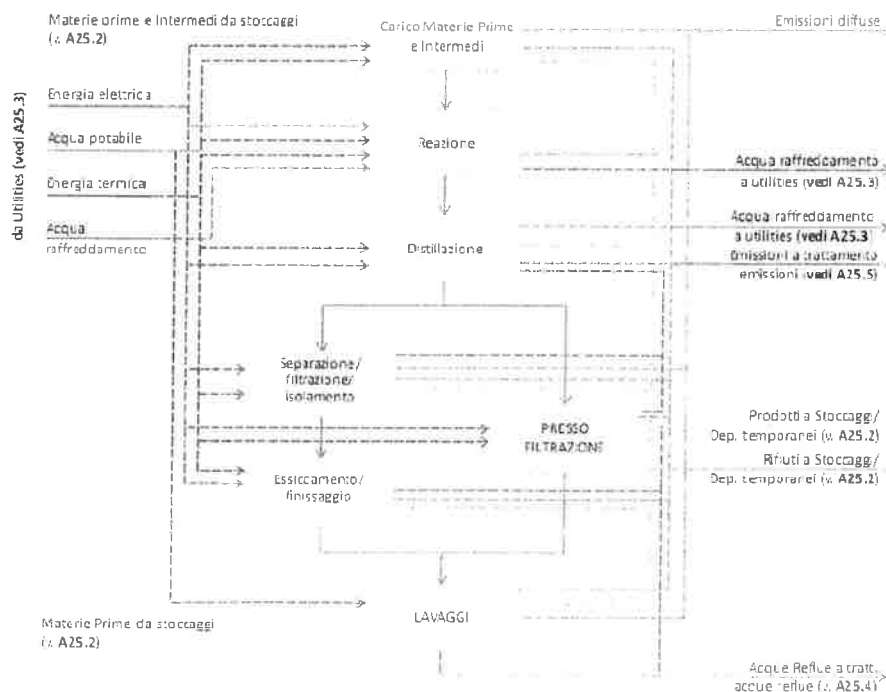 Materie prime e Intermedi da stoccaggi
(v. A25.2)
Carico Materie Prime
e Intermedi
Emissioni diffuse
da Utilities (vedi A25.3)
Energia elettrica
Acqua potabile
Energia termica
Acqua
raffreddamento
Reazione
Acqua raffreddamento
a utilities (vedi A25.3)
Distillazione
Acqua raffreddamento
a utilities (vedi A25.3)
Emissioni a trattamento
emissioni (vedi A25.5)
Separazione/
filtrazione/
isolamento
PRESSO
FILTRAZIONE
Prodotti a Stoccaggi/
Dep. temporanei (v. A25.2)
Rifiuti a Stoccaggi/
Dep. temporanei (v. A25.2)
Essiccamento/
finissaggio
Materie Prime da stoccaggi
(v. A25.2)
LAVAGGI
Acque Reflue a tratt.
acque reflue (v. A25.4)